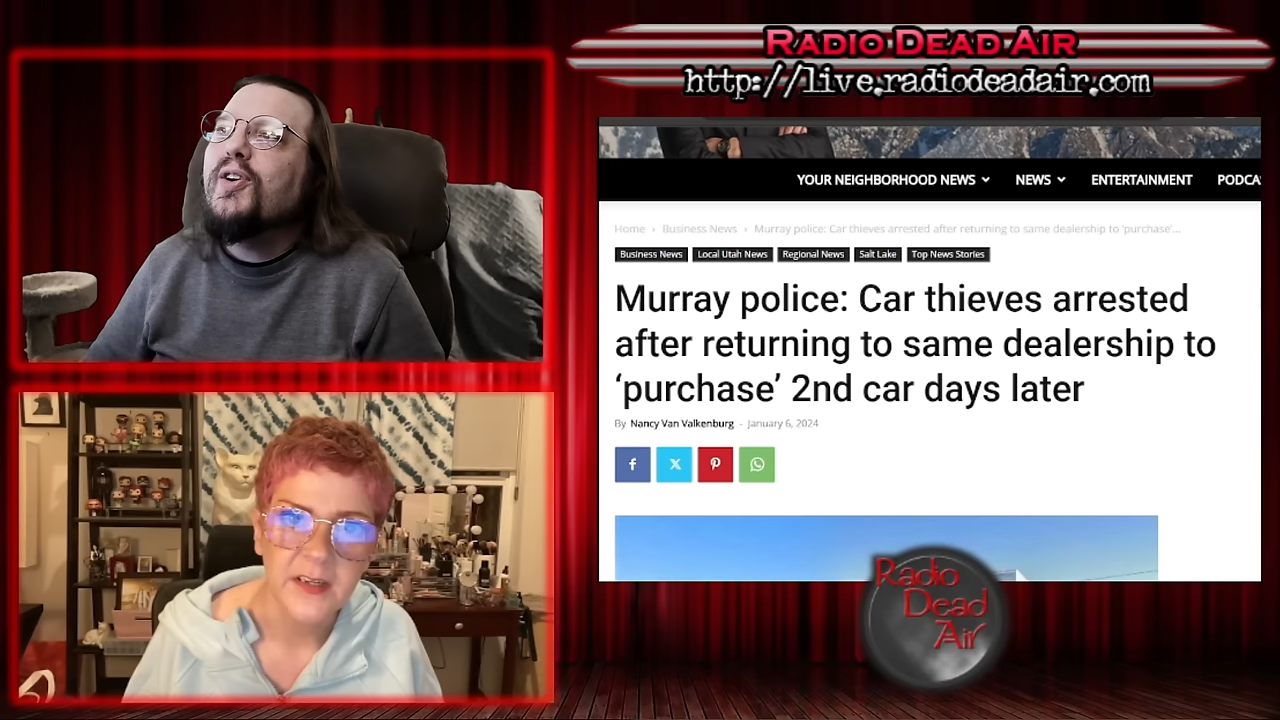 RADIO DEAD AIR
http://live.radiodeadair.com
YOUR NEIGHBORHOOD NEWS NEWS ENTERTAINMENT PODCA
Home › Business News › Murray police: Car thieves arrested after returning to same dealership to 'purchase'...
Business News Local Utah News Regional News Salt Lake Top News Stories
Murray police: Car thieves arrested
after returning to same dealership to
‘purchase’ 2nd car days later
By Nancy Van Valkenburg - January 6, 2024
Radio
Dead
Air